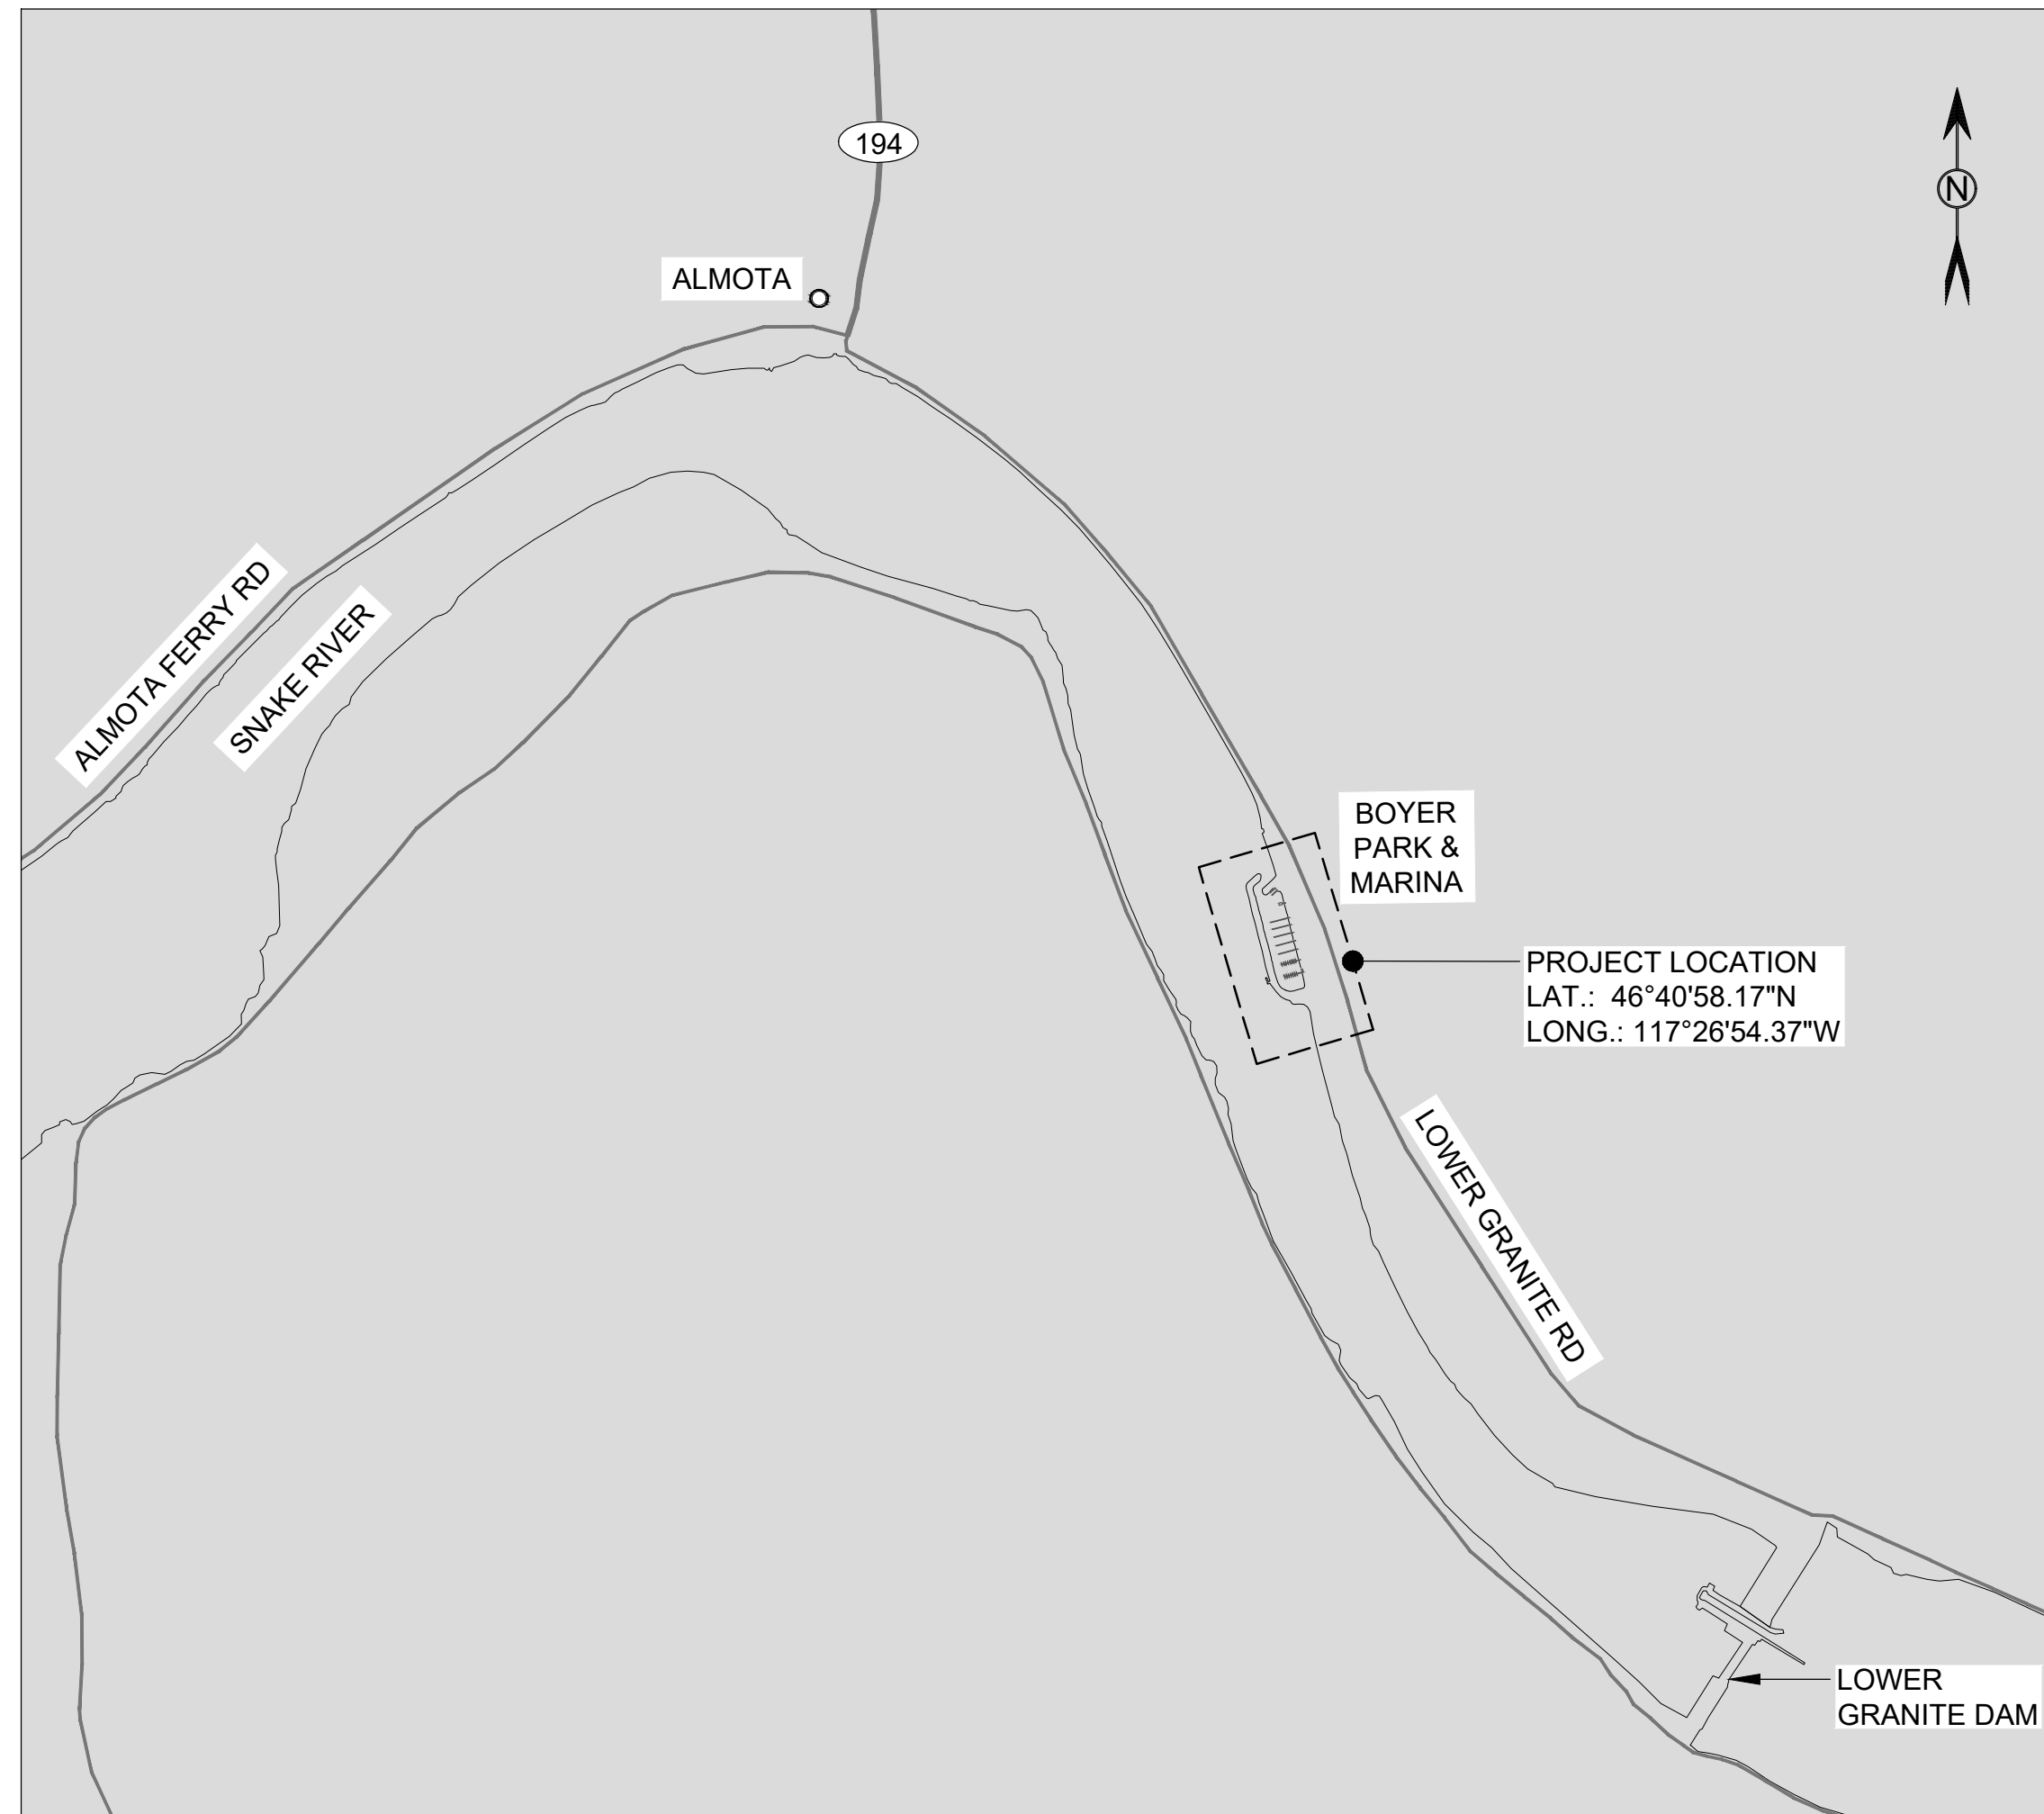 194
N
ALMOTA
ALMOTA FERRY RD
SNAKE RIVER
BOYER
PARK &
MARINA
PROJECT LOCATION
LAT.: 46°40'58.17"N
LONG.: 117°26'54.37"W
LOWER GRANITE RD
LOWER
GRANITE DAM